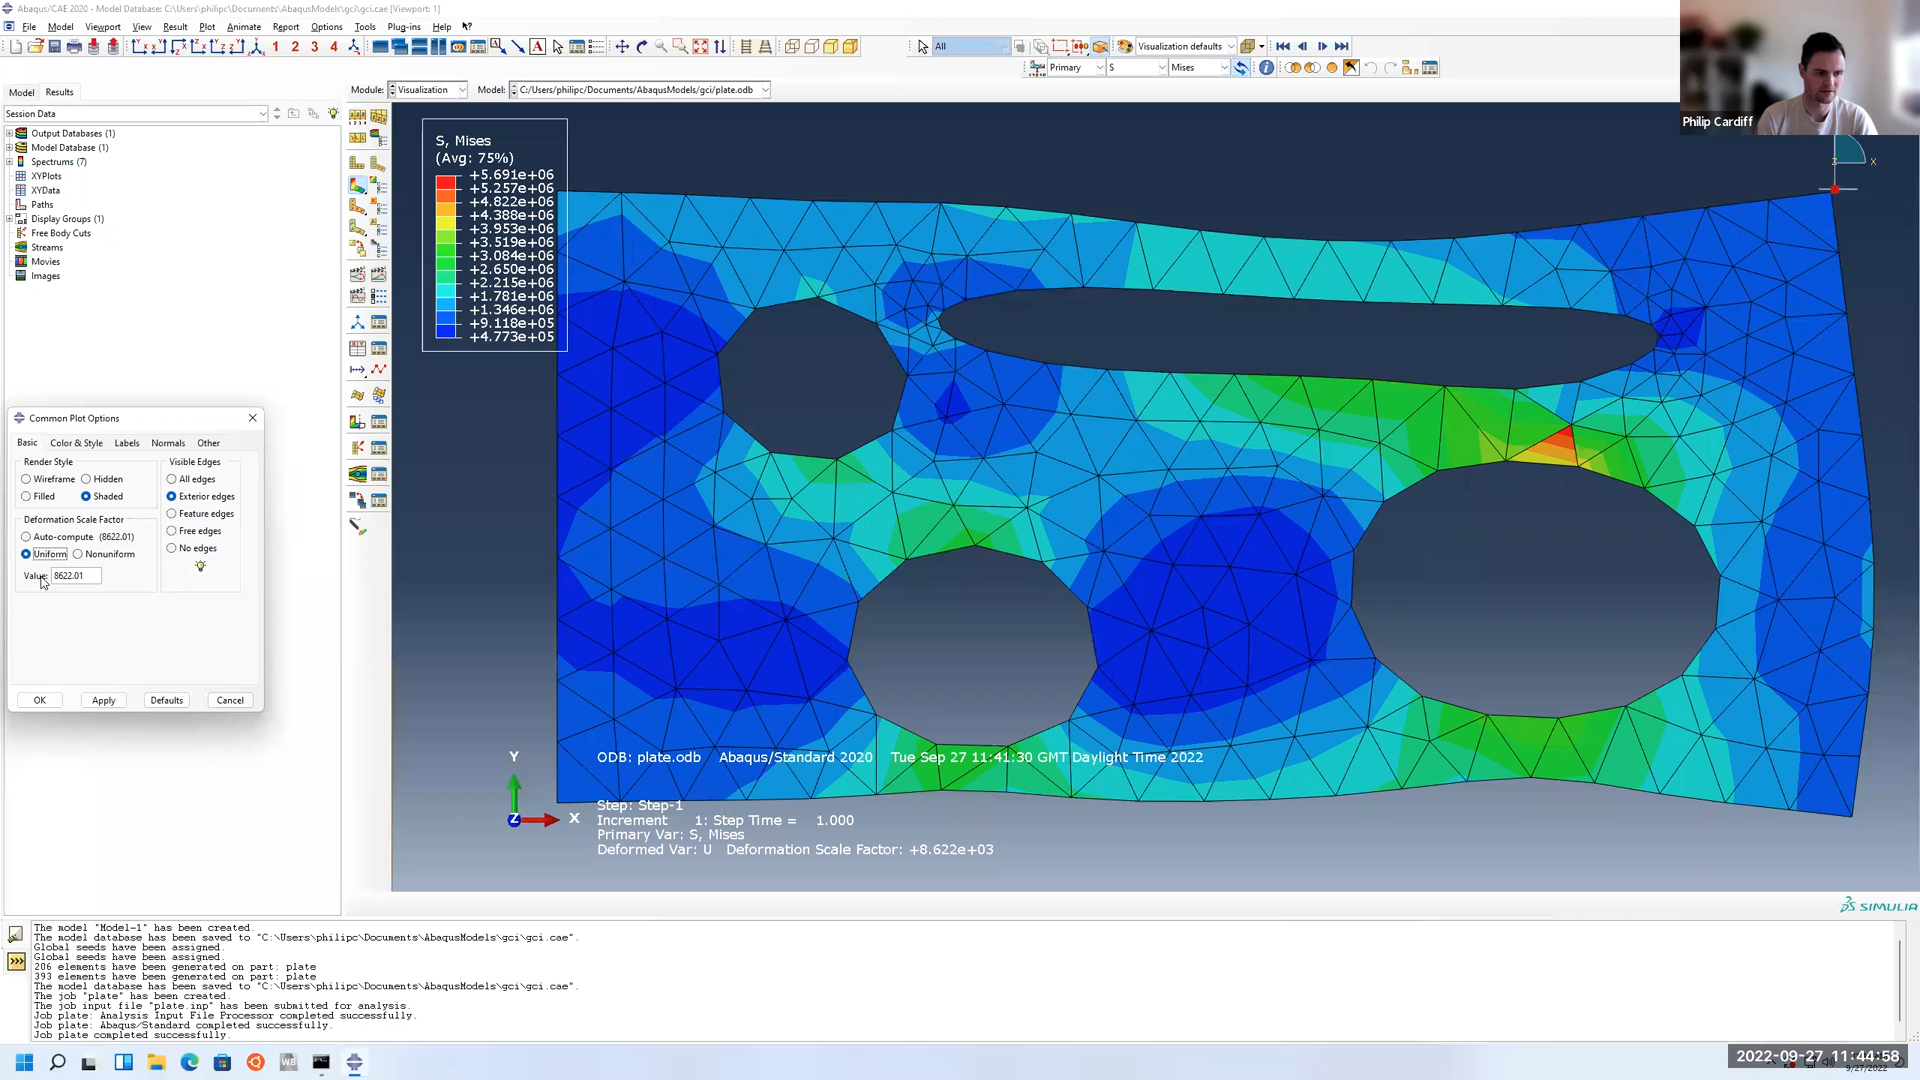 Abaqus/CAE 2020 - Model Database: C:\Users\philipc\Documents\AbaqusModels\gci\gci.cae [Viewport: 1]
File Model Viewport View Result Plot Animate Report Options Tools Plug-ins Help
1 2 3 4
All
Visualization defaults
Primary S Mises
Philip Cardiff
Model Results
Module: Visualization Model: C:/Users/philipc/Documents/AbaqusModels/gci/plate.odb
Session Data
Output Databases (1)
Model Database (1)
Spectrums (7)
XYPlots
XYData
Paths
Display Groups (1)
Free Body Cuts
Streams
Movies
Images
S, Mises
(Avg: 75%)
+5.691e+06
+5.257e+06
+4.822e+06
+4.388e+06
+3.953e+06
+3.519e+06
+3.084e+06
+2.650e+06
+2.215e+06
+1.781e+06
+1.346e+06
+9.118e+05
+4.773e+05
Z X
Common Plot Options
Basic Color & Style Labels Normals Other
Render Style
Wireframe Hidden
Filled Shaded
Visible Edges
All edges
Exterior edges
Feature edges
Free edges
No edges
Deformation Scale Factor
Auto-compute (8622.01)
Uniform Nonuniform
Value: 8622.01
OK Apply Defaults Cancel
Y
Z X
ODB: plate.odb Abaqus/Standard 2020 Tue Sep 27 11:41:30 GMT Daylight Time 2022
Step: Step-1
Increment 1: Step Time = 1.000
Primary Var: S, Mises
Deformed Var: U Deformation Scale Factor: +8.622e+03
SIMULIA
The model "Model-1" has been created.
The model database has been saved to "C:\Users\philipc\Documents\AbaqusModels\gci\gci.cae".
Global seeds have been assigned.
Global seeds have been assigned.
206 elements have been generated on part: plate
393 elements have been generated on part: plate
The model database has been saved to "C:\Users\philipc\Documents\AbaqusModels\gci\gci.cae".
The job "plate" has been created.
The job input file "plate.inp" has been submitted for analysis.
Job plate: Analysis Input File Processor completed successfully.
Job plate: Abaqus/Standard completed successfully.
Job plate completed successfully.
>>>
WB
2022-09-27 11:44:58
9/27/2022